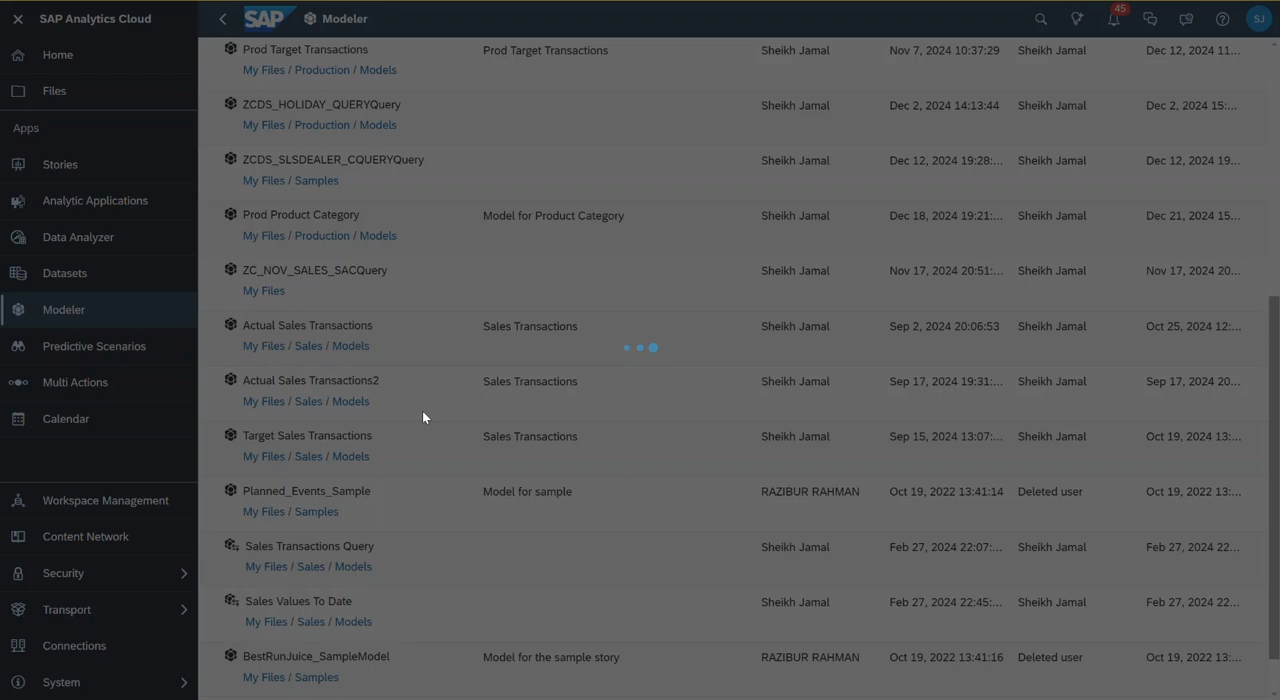 SAP Analytics Cloud
SAP Modeler
45
SJ
Home
Files
Apps
Stories
Analytic Applications
Data Analyzer
Datasets
Modeler
Predictive Scenarios
Multi Actions
Calendar
Workspace Management
Content Network
Security
Transport
Connections
System
Prod Target Transactions Prod Target Transactions Sheikh Jamal Nov 7, 2024 10:37:29 Sheikh Jamal Dec 12, 2024 11...
My Files / Production / Models
ZCDS_HOLIDAY_QUERYQuery Sheikh Jamal Dec 2, 2024 14:13:44 Sheikh Jamal Dec 2, 2024 15:...
My Files / Production / Models
ZCDS_SLSDEALER_CQUERYQuery Sheikh Jamal Dec 12, 2024 19:28:... Sheikh Jamal Dec 12, 2024 19...
My Files / Samples
Prod Product Category Model for Product Category Sheikh Jamal Dec 18, 2024 19:21:... Sheikh Jamal Dec 21, 2024 15...
My Files / Production / Models
ZC_NOV_SALES_SACQuery Sheikh Jamal Nov 17, 2024 20:51:... Sheikh Jamal Nov 17, 2024 20...
My Files
Actual Sales Transactions Sales Transactions Sheikh Jamal Sep 2, 2024 20:06:53 Sheikh Jamal Oct 25, 2024 12:...
My Files / Sales / Models
Actual Sales Transactions2 Sales Transactions Sheikh Jamal Sep 17, 2024 19:31:... Sheikh Jamal Sep 17, 2024 20...
My Files / Sales / Models
Target Sales Transactions Sales Transactions Sheikh Jamal Sep 15, 2024 13:07:... Sheikh Jamal Oct 19, 2024 13:...
My Files / Sales / Models
Planned_Events_Sample Model for sample RAZIBUR RAHMAN Oct 19, 2022 13:41:14 Deleted user Oct 19, 2022 13:...
My Files / Samples
Sales Transactions Query Sheikh Jamal Feb 27, 2024 22:07:... Sheikh Jamal Feb 27, 2024 22...
My Files / Sales / Models
Sales Values To Date Sheikh Jamal Feb 27, 2024 22:45:... Sheikh Jamal Feb 27, 2024 22...
My Files / Sales / Models
BestRunJuice_SampleModel Model for the sample story RAZIBUR RAHMAN Oct 19, 2022 13:41:16 Deleted user Oct 19, 2022 13:...
My Files / Samples